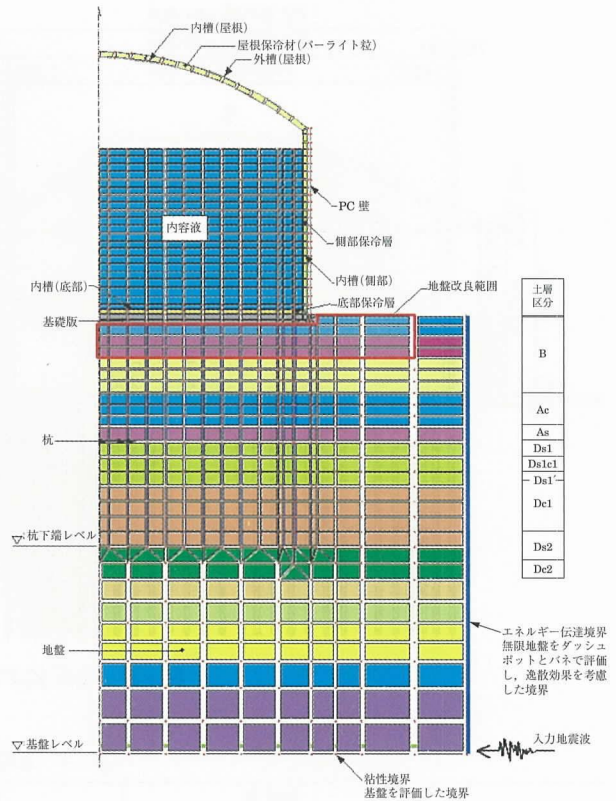 内槽(屋根)
屋根保冷材(パーライト粒)
外槽(屋根)
PC 壁
内容液
側部保冷層
内槽(側部)
内槽(底部)
底部保冷層
地盤改良範囲
基礎版
土層
区分
B
Ac
As
杭
Ds1
Ds1c1
Ds1'
Dc1
杭下端レベル
Ds2
Dc2
地盤
エネルギー伝達境界
無限地盤をダッシュ
ポットとバネで評価
し，逸散効果を考慮
した境界
基盤レベル
入力地震波
粘性境界
基盤を評価した境界